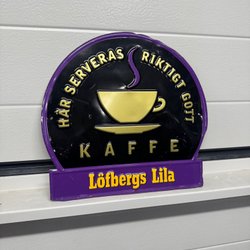 HÄR SERVERAS RIKTIGT GOTT
KAFFE
Löfbergs Lila